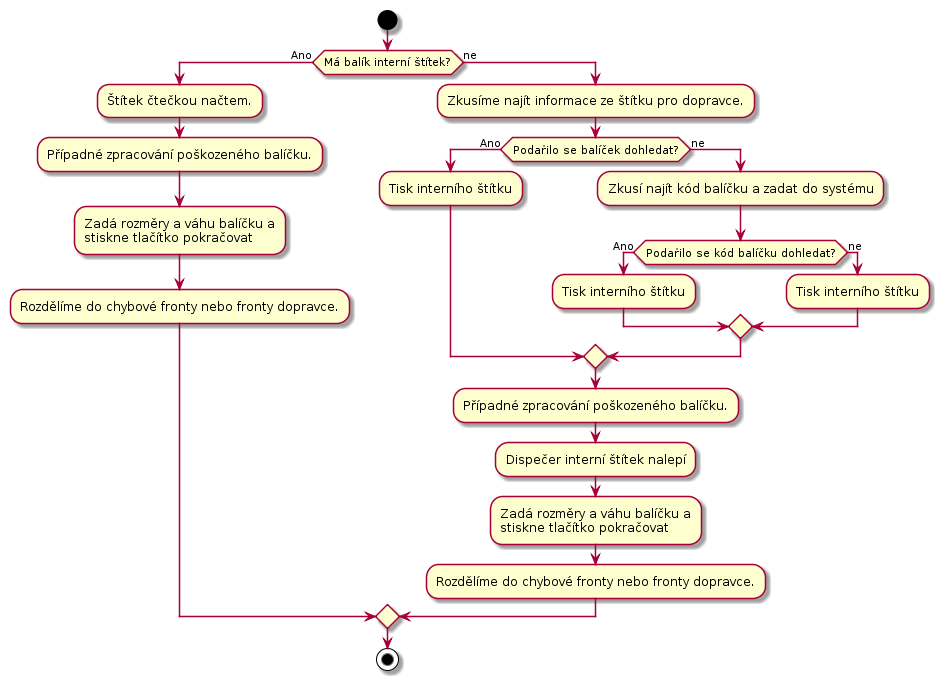 Má balík interní štítek?
Ano
ne
Štítek čtečkou načtem.
Případné zpracování poškozeného balíčku.
Zadá rozměry a váhu balíčku a
stiskne tlačítko pokračovat
Rozdělíme do chybové fronty nebo fronty dopravce.
Zkusíme najít informace ze štítku pro dopravce.
Podařilo se balíček dohledat?
Ano
ne
Tisk interního štítku
Zkusí najít kód balíčku a zadat do systému
Podařilo se kód balíčku dohledat?
Ano
ne
Tisk interního štítku
Tisk interního štítku
Případné zpracování poškozeného balíčku.
Dispečer interní štítek nalepí
Zadá rozměry a váhu balíčku a
stiskne tlačítko pokračovat
Rozdělíme do chybové fronty nebo fronty dopravce.